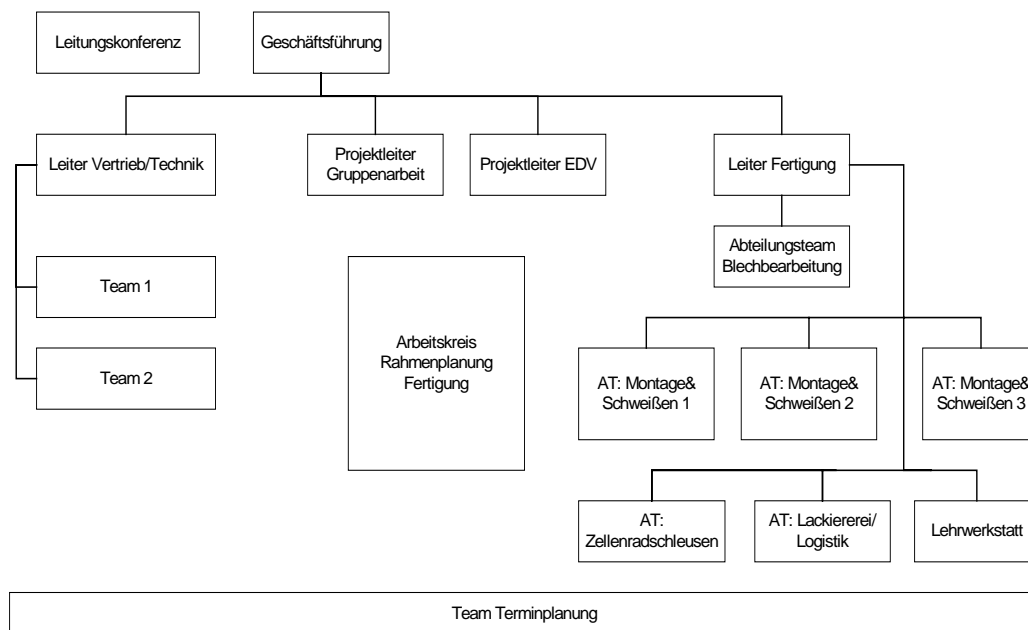 Leitungskonferenz
Geschäftsführung
Leiter Vertrieb/Technik
Projektleiter
Gruppenarbeit
Projektleiter EDV
Leiter Fertigung
Abteilungsteam
Blechbearbeitung
Team 1
Team 2
Arbeitskreis
Rahmenplanung
Fertigung
AT: Montage&
Schweißen 1
AT: Montage&
Schweißen 2
AT: Montage&
Schweißen 3
AT:
Zellenradschleusen
AT: Lackiererei/
Logistik
Lehrwerkstatt
Team Terminplanung